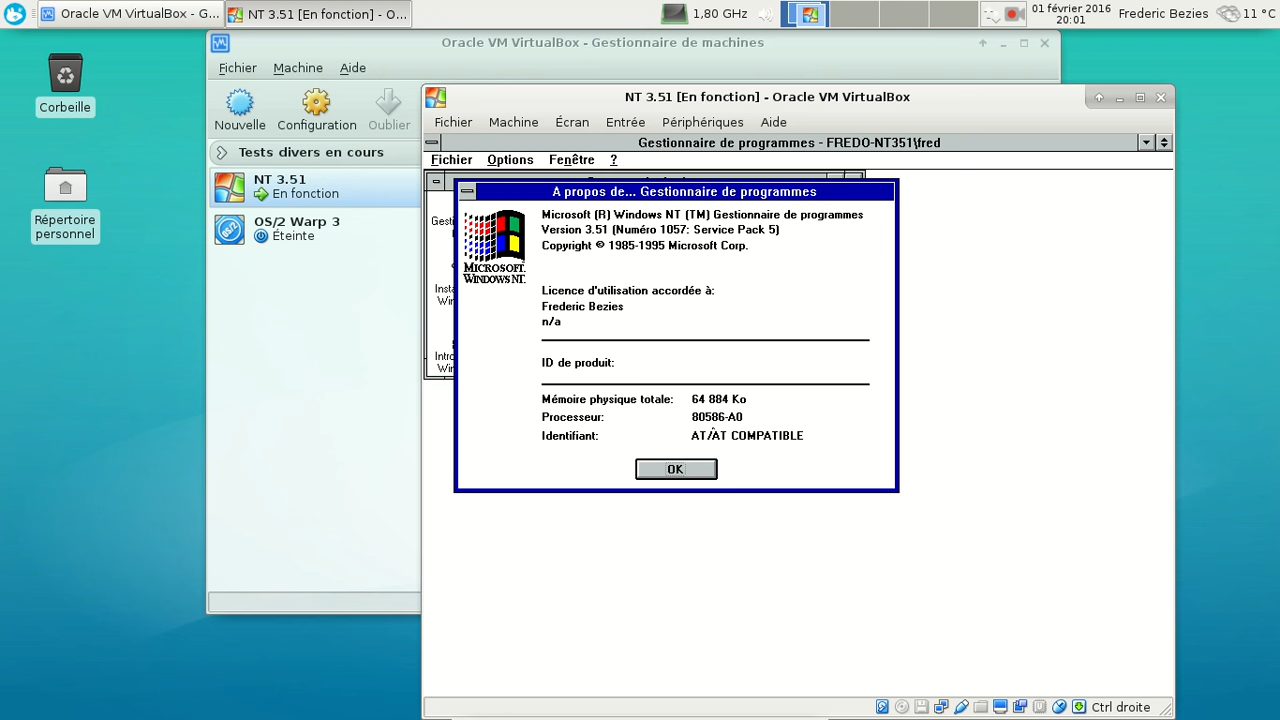 Oracle VM VirtualBox - G...
NT 3.51 [En fonction] - O...
1,80 GHz
01 février 2016
20:01
Frederic Bezies
11 °C
Corbeille
Répertoire
personnel
Oracle VM VirtualBox - Gestionnaire de machines
Fichier Machine Aide
Nouvelle Configuration Oublier
Tests divers en cours
NT 3.51
En fonction
OS/2 Warp 3
Éteinte
NT 3.51 [En fonction] - Oracle VM VirtualBox
Fichier Machine Écran Entrée Périphériques Aide
Gestionnaire de programmes - FREDO-NT351\fred
Fichier Options Fenêtre ?
A propos de... Gestionnaire de programmes
MICROSOFT.
WINDOWS NT.
Microsoft (R) Windows NT (TM) Gestionnaire de programmes
Version 3.51 (Numéro 1057: Service Pack 5)
Copyright © 1985-1995 Microsoft Corp.
Licence d'utilisation accordée à:
Frederic Bezies
n/a
ID de produit:
Mémoire physique totale: 64 884 Ko
Processeur: 80586-A0
Identifiant: AT/AT COMPATIBLE
OK
Ctrl droite